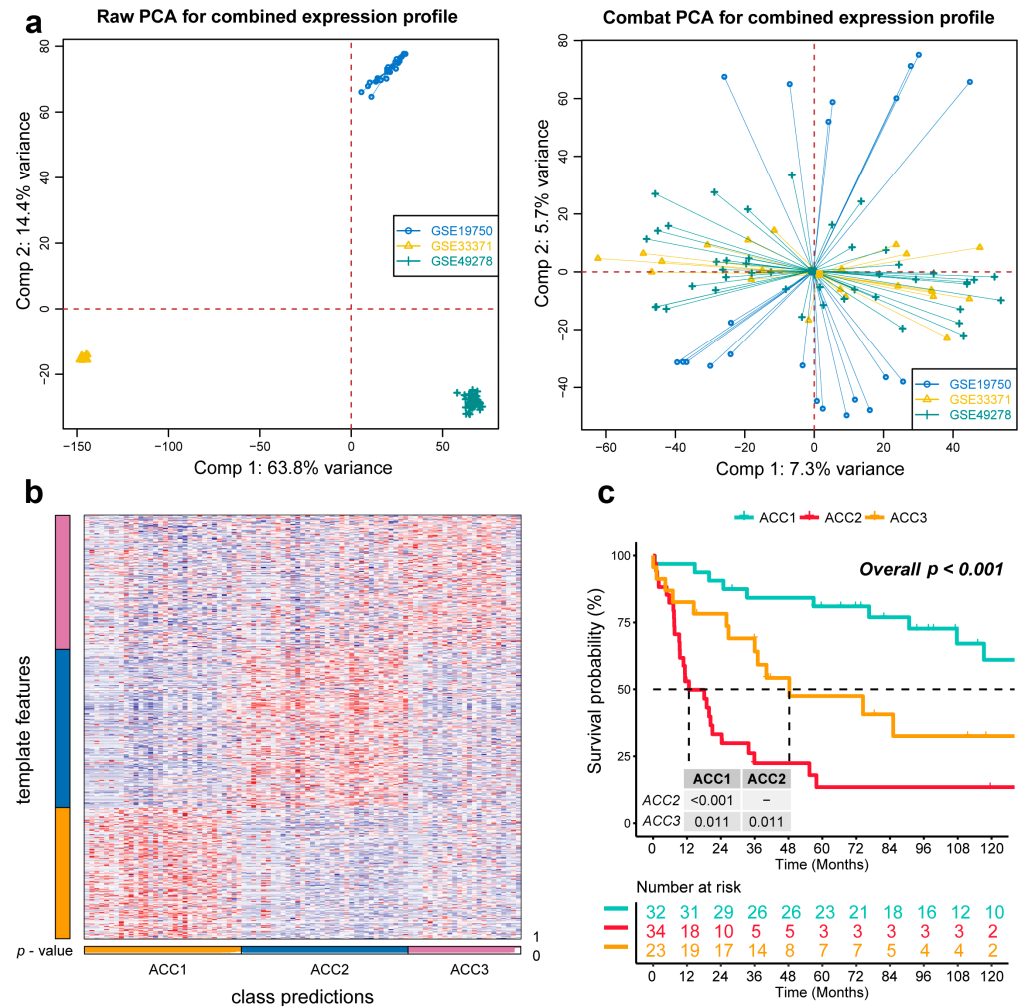 a
Raw PCA for combined expression profile
80
60
40
20
0
−20
Comp 2: 14.4% variance
GSE19750
GSE33371
GSE49278
−150
−100
−50
0
50
Comp 1: 63.8% variance
Combat PCA for combined expression profile
80
60
40
20
0
−20
−40
Comp 2: 5.7% variance
GSE19750
GSE33371
GSE49278
−60
−40
−20
0
20
40
Comp 1: 7.3% variance
b
template features
p - value
1
0
ACC1
ACC2
ACC3
class predictions
c
ACC1 ACC2 ACC3
Overall p < 0.001
Survival probability (%)
100
75
50
25
0
ACC1 ACC2
ACC2 <0.001 –
ACC3 0.011 0.011
0 12 24 36 48 60 72 84 96 108 120
Time (Months)
Number at risk
32 31 29 26 26 23 21 18 16 12 10
34 18 10 5 5 3 3 3 3 3 2
23 19 17 14 8 7 7 5 4 4 2
0 12 24 36 48 60 72 84 96 108 120
Time (Months)